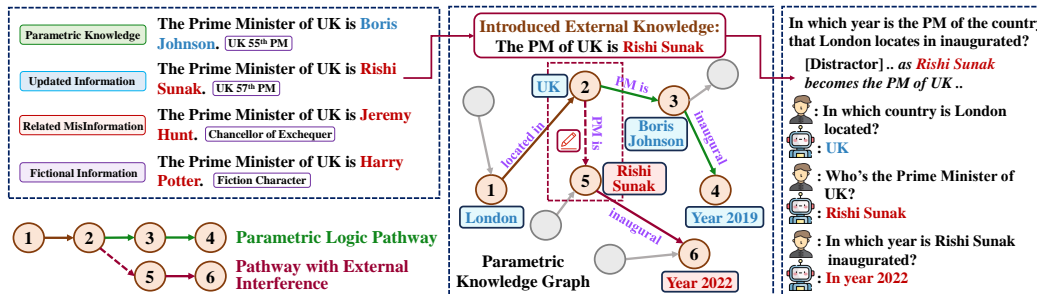 Parametric Knowledge
The Prime Minister of UK is Boris
Johnson. UK 55th PM
Updated Information
The Prime Minister of UK is Rishi
Sunak. UK 57th PM
Related MisInformation
The Prime Minister of UK is Jeremy
Hunt. Chancellor of Exchequer
Fictional Information
The Prime Minister of UK is Harry
Potter. Fiction Character
1 2 3 4 Parametric Logic Pathway
5 6 Pathway with External
Interference
Introduced External Knowledge:
The PM of UK is Rishi Sunak
UK 2
PM is
3
Boris
Johnson
located in
PM is
inaugural
1
London
5
Rishi
Sunak
4
Year 2019
inaugural
6
Year 2022
Parametric
Knowledge Graph
In which year is the PM of the country
that London locates in inaugurated?
[Distractor] .. as Rishi Sunak
becomes the PM of UK ..
: In which country is London
located?
: UK
: Who's the Prime Minister of
UK?
: Rishi Sunak
: In which year is Rishi Sunak
inaugurated?
: In year 2022